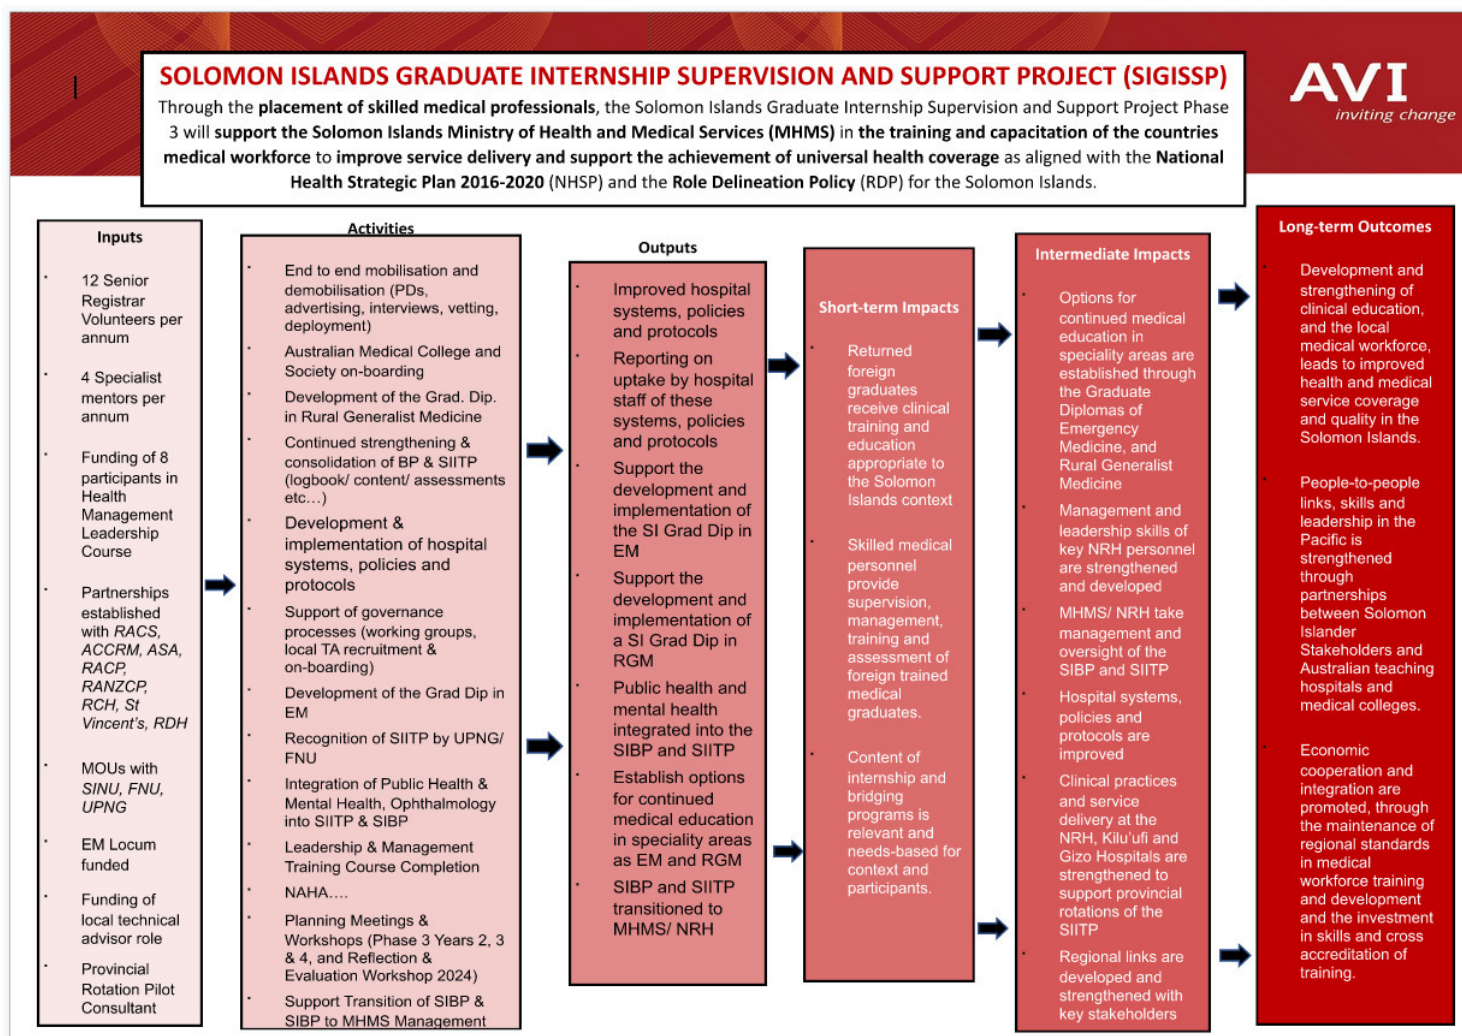 SOLOMON ISLANDS GRADUATE INTERNSHIP SUPERVISION AND SUPPORT PROJECT (SIGISSP)
Through the placement of skilled medical professionals, the Solomon Islands Graduate Internship Supervision and Support Project Phase
3 will support the Solomon Islands Ministry of Health and Medical Services (MHMS) in the training and capacitation of the countries
medical workforce to improve service delivery and support the achievement of universal health coverage as aligned with the National
Health Strategic Plan 2016-2020 (NHSP) and the Role Delineation Policy (RDP) for the Solomon Islands.
AVI
inviting change
Inputs
· 12 Senior
Registrar
Volunteers per
annum
· 4 Specialist
mentors per
annum
· Funding of 8
participants in
Health
Management
Leadership
Course
· Partnerships
established
with RACS,
ACCRM, ASA,
RACP,
RANZCP,
RCH, St
Vincent's, RDH
· MOUs with
SINU, FNU,
UPNG
· EM Locum
funded
· Funding of
local technical
advisor role
· Provincial
Rotation Pilot
Consultant
Activities
· End to end mobilisation and
demobilisation (PDs,
advertising, interviews, vetting,
deployment)
· Australian Medical College and
Society on-boarding
· Development of the Grad. Dip.
in Rural Generalist Medicine
· Continued strengthening &
consolidation of BP & SIITP
(logbook/ content/ assessments
etc…)
· Development &
implementation of hospital
systems, policies and
protocols
· Support of governance
processes (working groups,
local TA recruitment &
on-boarding)
· Development of the Grad Dip in
EM
· Recognition of SIITP by UPNG/
FNU
· Integration of Public Health &
Mental Health, Ophthalmology
into SIITP & SIBP
· Leadership & Management
Training Course Completion
· NAHA….
· Planning Meetings &
Workshops (Phase 3 Years 2, 3
& 4, and Reflection &
Evaluation Workshop 2024)
· Support Transition of SIBP &
SIBP to MHMS Management
Outputs
· Improved hospital
systems, policies
and protocols
· Reporting on
uptake by hospital
staff of these
systems, policies
and protocols
· Support the
development and
implementation of
the SI Grad Dip in
EM
· Support the
development and
implementation of
a SI Grad Dip in
RGM
· Public health and
mental health
integrated into the
SIBP and SIITP
· Establish options
for continued
medical education
in speciality areas
as EM and RGM
· SIBP and SIITP
transitioned to
MHMS/ NRH
Short-term Impacts
· Returned
foreign
graduates
receive clinical
training and
education
appropriate to
the Solomon
Islands context
· Skilled medical
personnel
provide
supervision,
management,
training and
assessment of
foreign trained
medical
graduates.
· Content of
internship and
bridging
programs is
relevant and
needs-based for
context and
participants.
Intermediate Impacts
· Options for
continued medical
education in
speciality areas are
established through
the Graduate
Diplomas of
Emergency
Medicine, and
Rural Generalist
Medicine
· Management and
leadership skills of
key NRH personnel
are strengthened
and developed
· MHMS/ NRH take
management and
oversight of the
SIBP and SIITP
· Hospital systems,
policies and
protocols are
improved
· Clinical practices
and service
delivery at the
NRH, Kilu'ufi and
Gizo Hospitals are
strengthened to
support provincial
rotations of the
SIITP
· Regional links are
developed and
strengthened with
key stakeholders
Long-term Outcomes
· Development and
strengthening of
clinical education,
and the local
medical workforce,
leads to improved
health and medical
service coverage
and quality in the
Solomon Islands.
· People-to-people
links, skills and
leadership in the
Pacific is
strengthened
through
partnerships
between Solomon
Islander
Stakeholders and
Australian teaching
hospitals and
medical colleges.
· Economic
cooperation and
integration are
promoted, through
the maintenance of
regional standards
in medical
workforce training
and development
and the investment
in skills and cross
accreditation of
training.